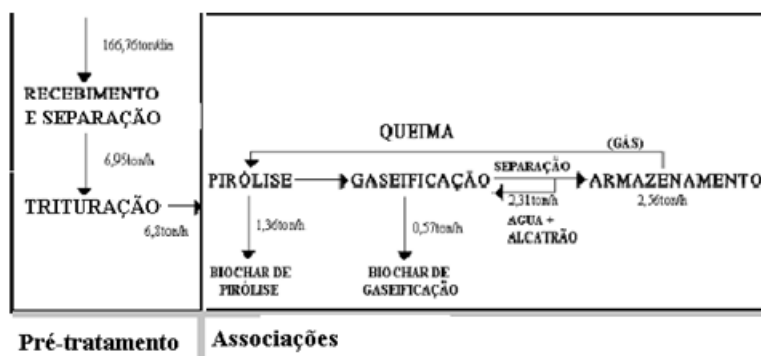 166,76ton/dia
RECEBIMENTO
E SEPARAÇÃO
6,95ton/h
TRITURAÇÃO
6,8ton/h
QUEIMA
(GÁS)
PIRÓLISE
GASEIFICAÇÃO
SEPARAÇÃO
ARMAZENAMENTO
2,31ton/h
2,56ton/h
AGUA +
ALCATRÃO
1,36ton/h
0,57ton/h
BIOCHAR DE
PIRÓLISE
BIOCHAR DE
GASEIFICAÇÃO
Pré-tratamento
Associações